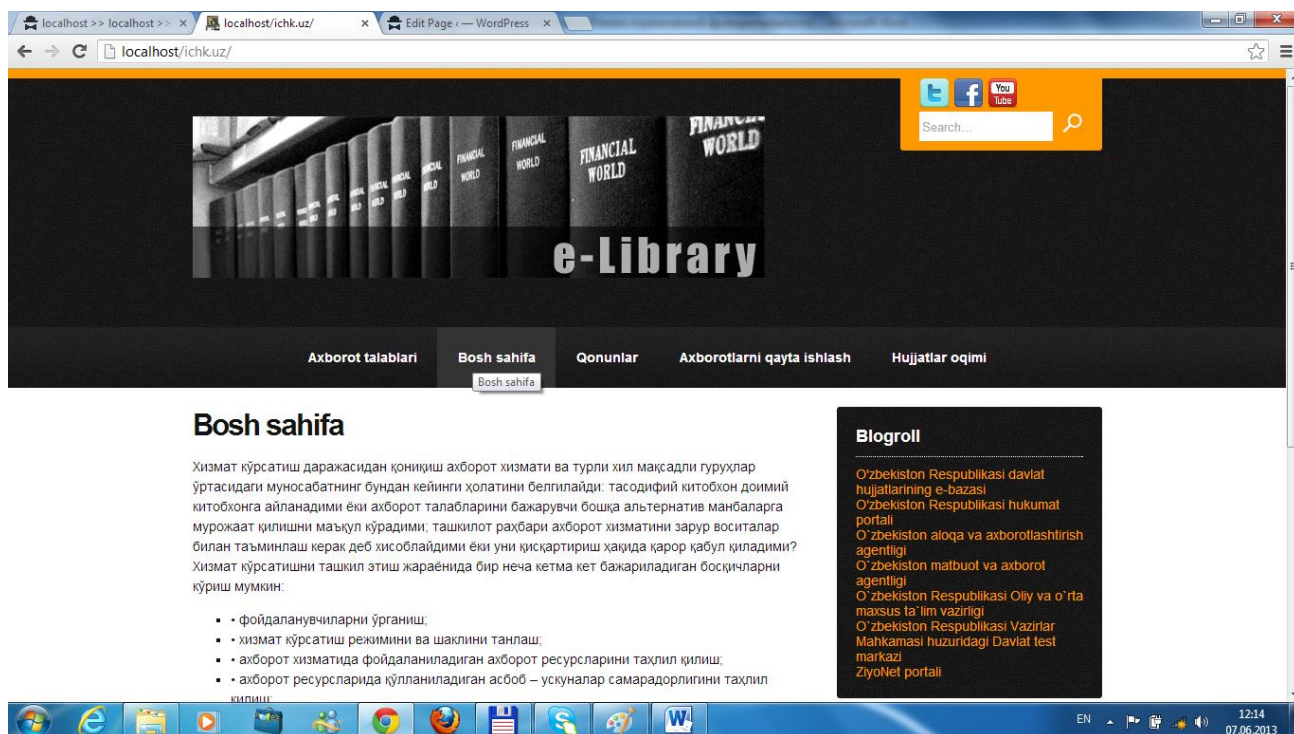 localhost >> localhost >>
localhost/ichk.uz/
Edit Page ‹ — WordPress
localhost/ichk.uz/
You
Tube
Search...
FINANCIAL
WORLD
FINANCIAL
WORLD
FINANCIAL
WORLD
FINANCIAL
WORLD
e-Library
Axborot talablari Bosh sahifa Qonunlar Axborotlarni qayta ishlash Hujjatlar oqimi
Bosh sahifa
Bosh sahifa
Хизмат кўрсатиш даражасидан қониқиш ахборот хизмати ва турли хил мақсадли гуруҳлар
ўртасидаги муносабатнинг бундан кейинги ҳолатини белгилайди: тасодифий китобхон доимий
китобхонга айланадими ёки ахборот талабларини бажарувчи бошқа альтернатив манбаларга
мурожаат қилишни маъқул кўрадими; ташкилот раҳбари ахборот хизматини зарур воситалар
билан таъминлаш керак деб хисоблайдими ёки уни қисқартириш ҳақида қарор қабул қиладими?
Хизмат кўрсатишни ташкил этиш жараёнида бир неча кетма кет бажариладиган босқичларни
кўриш мумкин:
▪ • фойдаланувчиларни ўрганиш;
▪ • хизмат кўрсатиш режимини ва шаклини танлаш;
▪ • ахборот хизматида фойдаланиладиган ахборот ресурсларини таҳлил қилиш;
▪ • ахборот ресурсларида қўлланиладиган асбоб – ускуналар самарадорлигини таҳлил
қилиш;
Blogroll
O'zbekiston Respublikasi davlat
hujjatlarining e-bazasi
O'zbekiston Respublikasi hukumat
portali
O`zbekiston aloqa va axborotlashtirish
agentligi
O`zbekiston matbuot va axborot
agentligi
O`zbekiston Respublikasi Oliy va o`rta
maxsus ta`lim vazirligi
O`zbekiston Respublikasi Vazirlar
Mahkamasi huzuridagi Davlat test
markazi
ZiyoNet portali
EN
12:14
07.06.2013